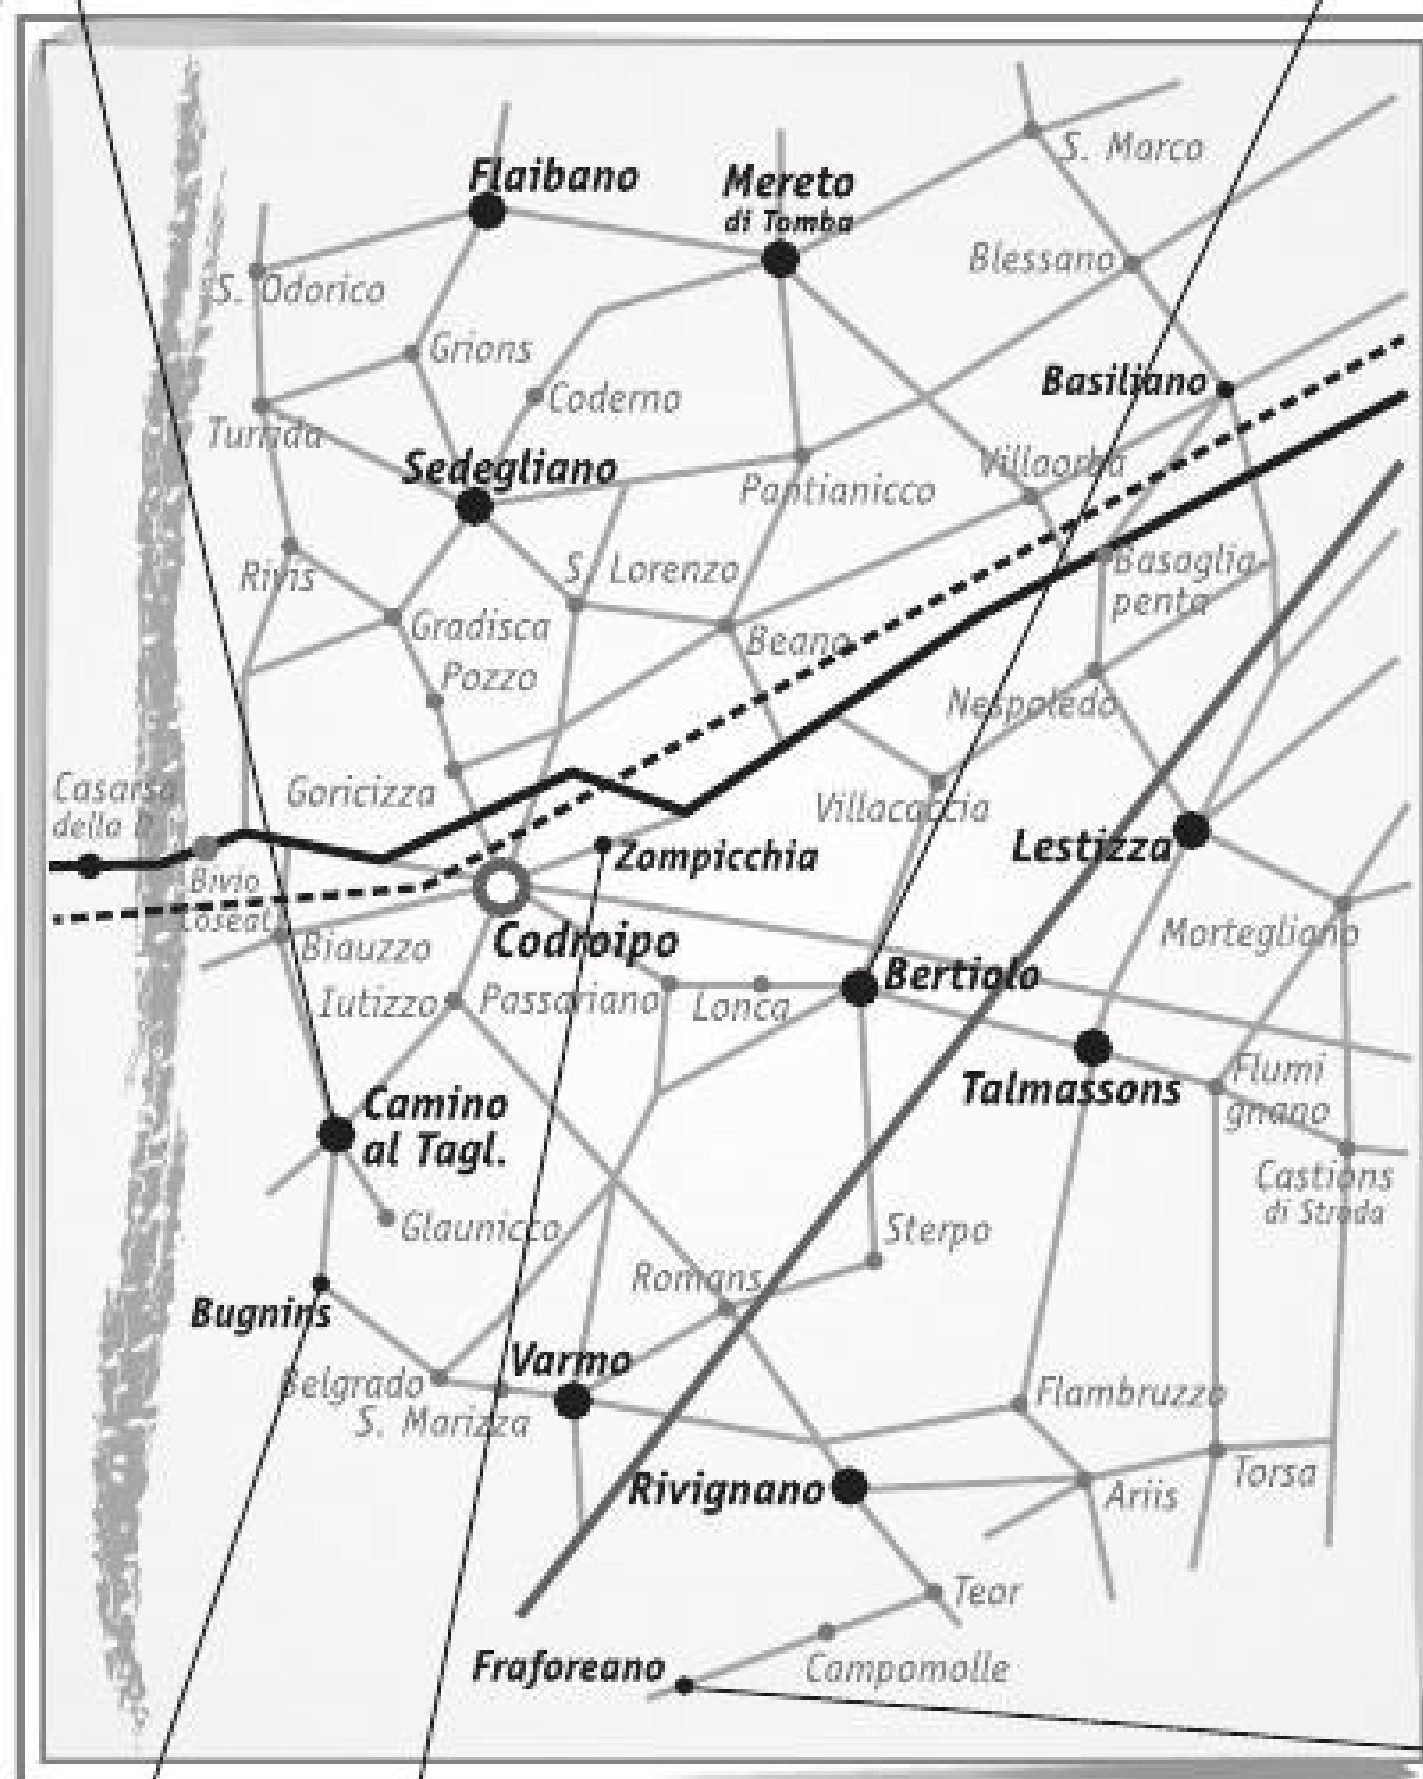 S. Marco
Flaibano
Mereto
di Tomba
Blessano
S. Odorico
Grions
Basiliano
Coderno
Turrida
Sedegliano
Villaorba
Pantianicco
Rivis
S. Lorenzo
Basaglia-
penta
Gradisca
Beano
Pozzo
Nespoledo
Casarsa
della D.
Goricizza
Villacaccia
Zompicchia
Lestizza
Bivio
Coseat
Biauzzo
Codroipo
Mortegliano
Iutizzo
Passariano
Lonca
Bertiolo
Camino
al Tagl.
Talmassons
Flumi
gnano
Castions
di Strada
Glaunicco
Sterpo
Romans
Bugnins
Varmo
Belgrado
S. Marizza
Flambruzzo
Rivignano
Ariis
Torsa
Teor
Fraforeano
Campomolle